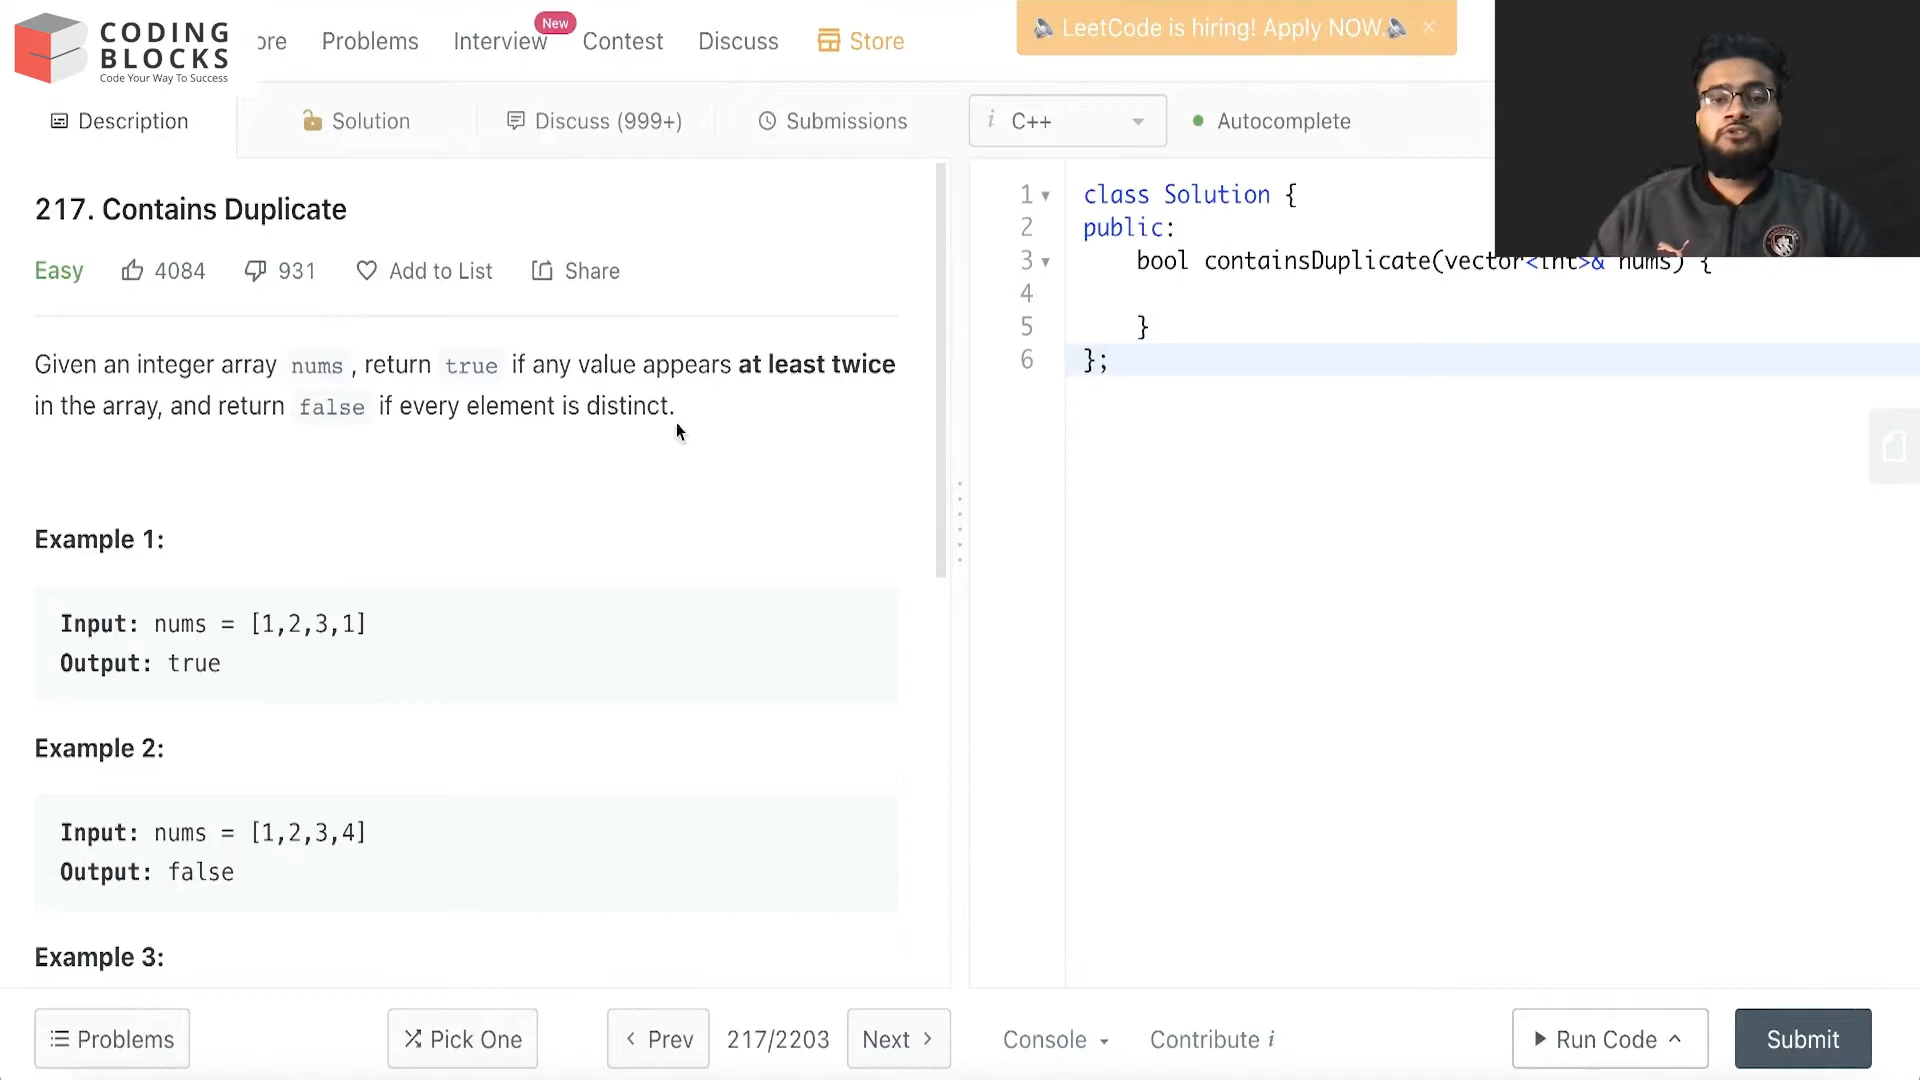 CODING
BLOCKS
Code Your Way To Success
ore
Problems
Interview
New
Contest
Discuss
Store
LeetCode is hiring! Apply NOW.
×
Description
Solution
Discuss (999+)
Submissions
i C++
Autocomplete
217. Contains Duplicate
Easy
4084
931
Add to List
Share
Given an integer array nums , return true if any value appears at least twice
in the array, and return false if every element is distinct.
Example 1:
Input: nums = [1,2,3,1]
Output: true
Example 2:
Input: nums = [1,2,3,4]
Output: false
Example 3:
1 class Solution {
2 public:
3 bool containsDuplicate(vector<int>& nums) {
4
5 }
6 };
Problems
Pick One
Prev
217/2203
Next
Console
Contribute i
Run Code
Submit